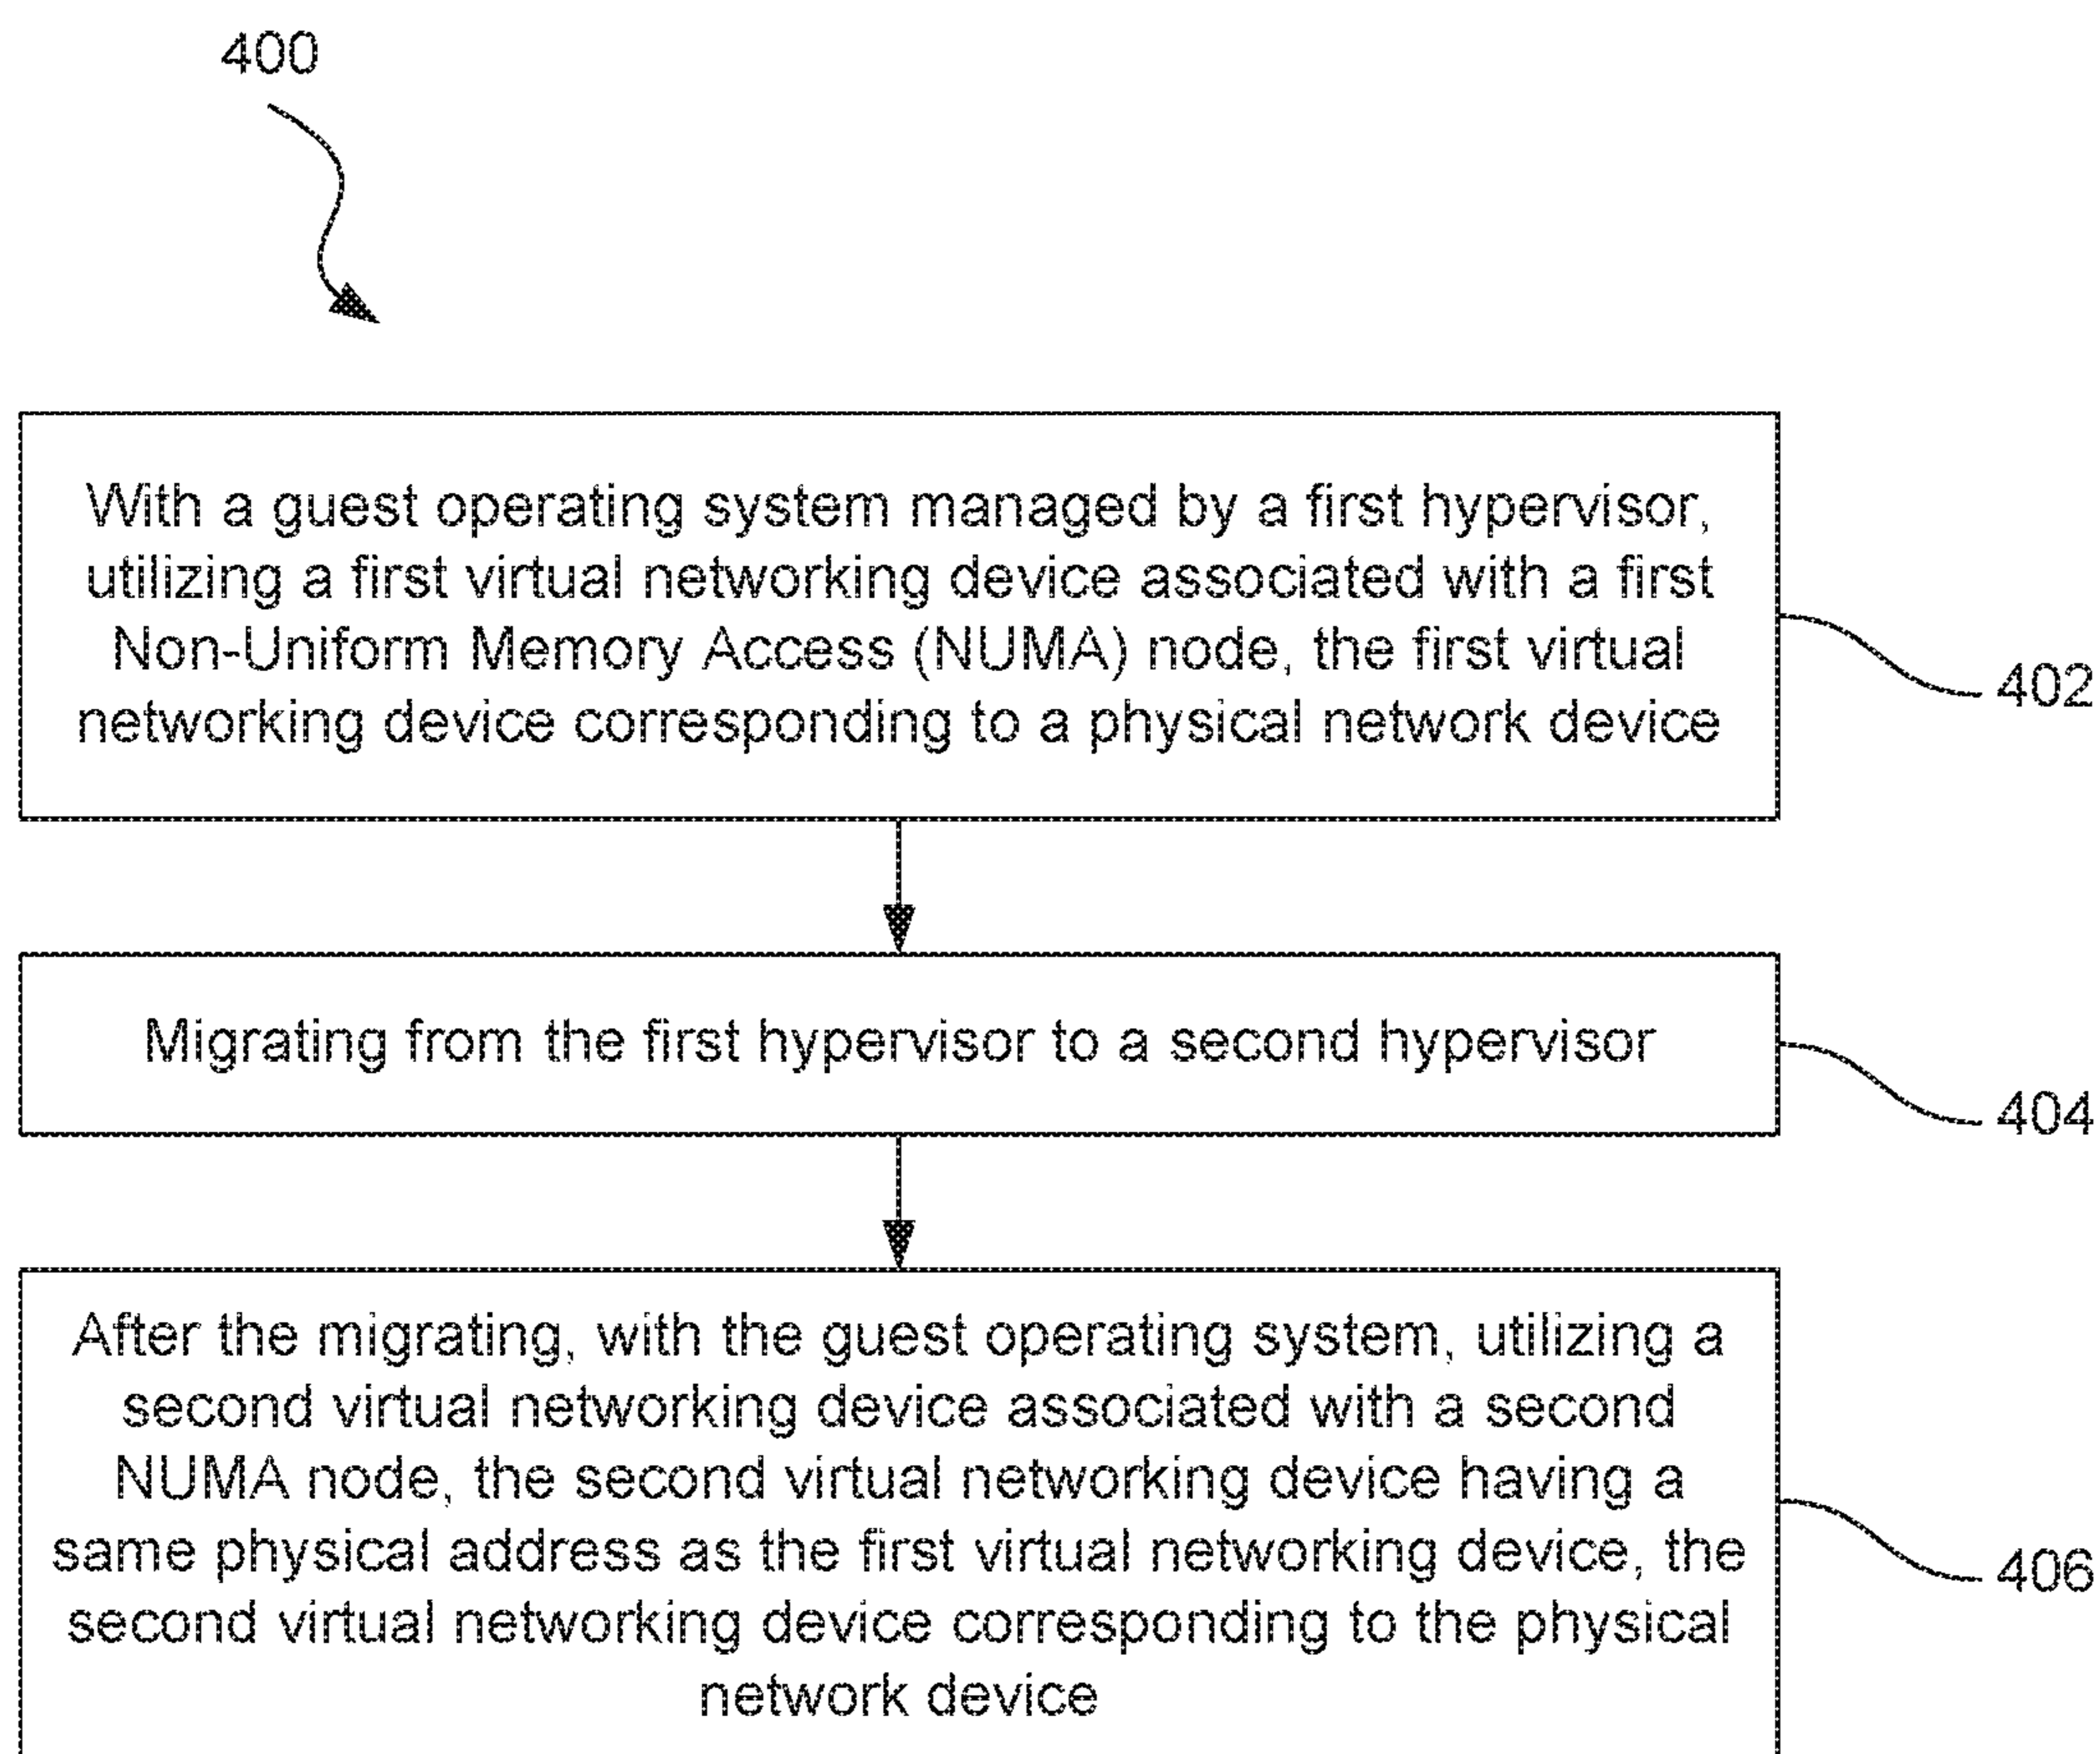 400
With a guest operating system managed by a first hypervisor,
utilizing a first virtual networking device associated with a first
Non-Uniform Memory Access (NUMA) node, the first virtual
networking device corresponding to a physical network device
402
Migrating from the first hypervisor to a second hypervisor
404
After the migrating, with the guest operating system, utilizing a
second virtual networking device associated with a second
NUMA node, the second virtual networking device having a
same physical address as the first virtual networking device, the
second virtual networking device corresponding to the physical
network device
406